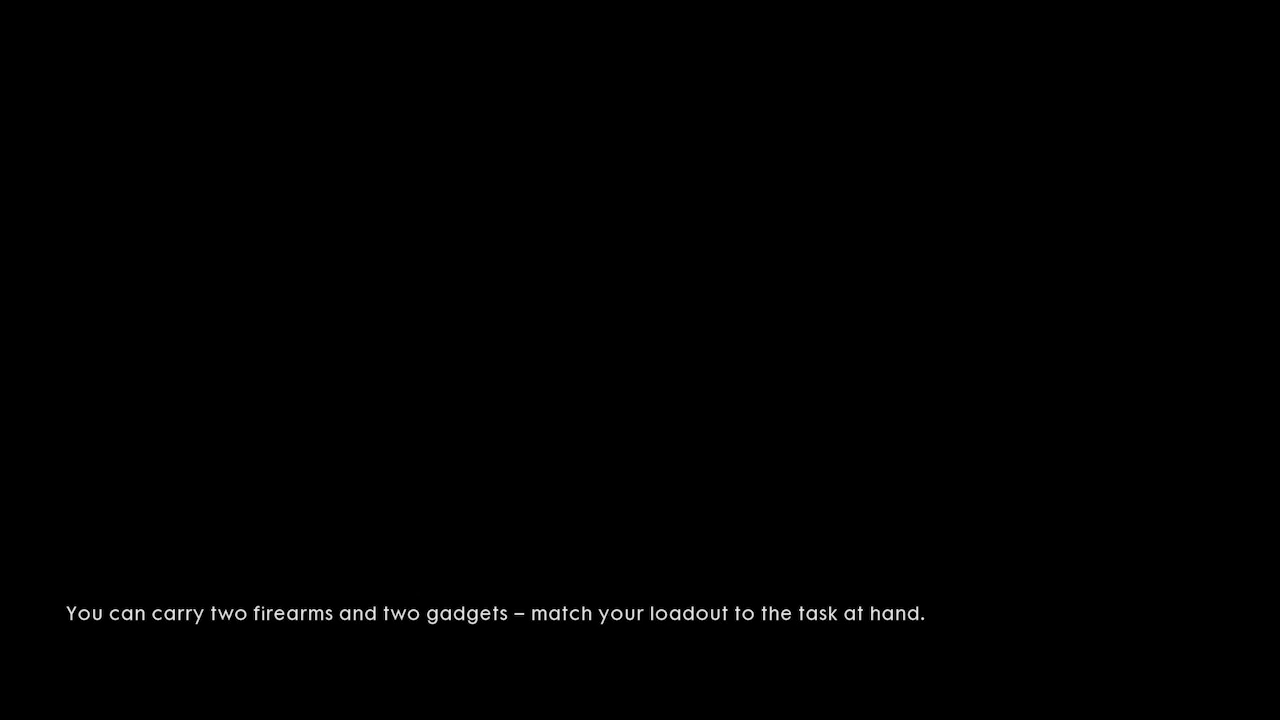 You can carry two firearms and two gadgets – match your loadout to the task at hand.